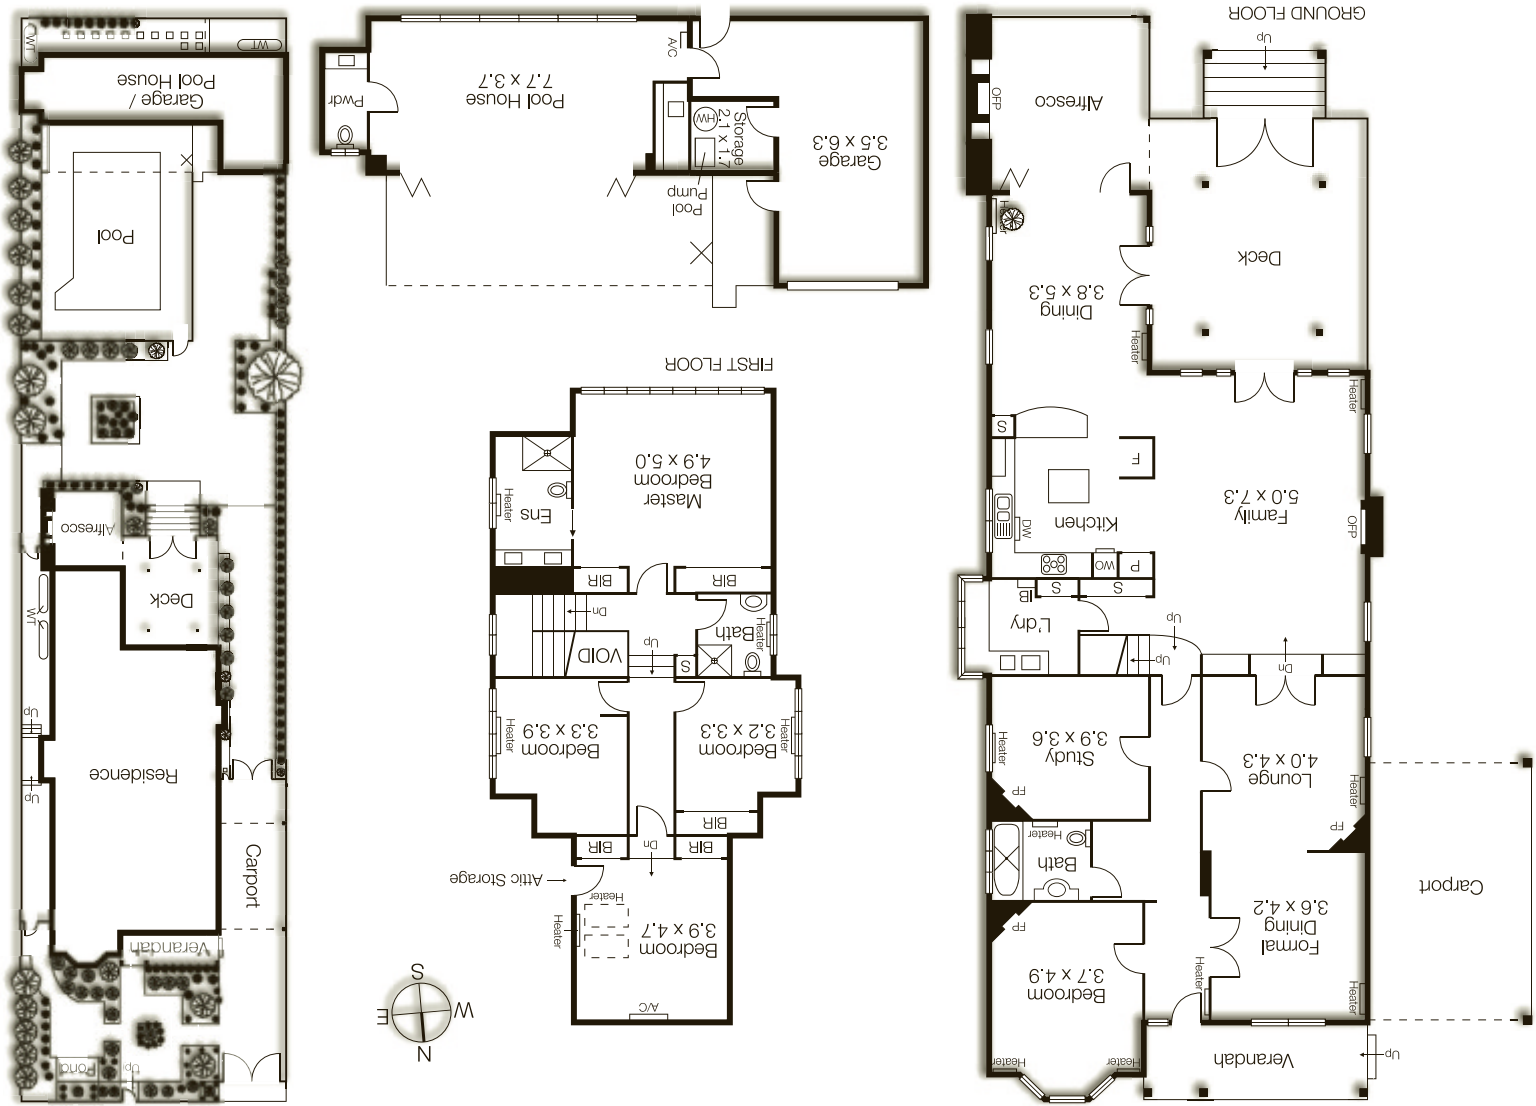 GROUND FLOOR
Up
Alfresco
OFP
Deck
Heater
Dining
3.8 x 5.3
Heater
Heater
S
F
Family
5.0 x 7.3
OFP
Kitchen
DW
WO
P
S
S
IB
L'dry
Up
Up
Dn
Study
3.9 x 3.6
Heater
FP
Lounge
4.0 x 4.3
Heater
FP
Bath
Heater
Carport
Formal
Dining
3.6 x 4.2
Heater
Heater
FP
Bedroom
3.7 x 4.9
Heater
Heater
Verandah
Up
Pwdr
Pool House
7.7 x 3.7
A/C
HW
Storage
2.1 x 1.7
Pool
Pump
Garage
3.5 x 6.3
FIRST FLOOR
Master
Bedroom
4.9 x 5.0
Ens
Heater
BIR
BIR
Dn
VOID
Up
S
Bath
Heater
Bedroom
3.3 x 3.9
Heater
Bedroom
3.2 x 3.3
Heater
BIR
BIR
BIR
Dn
Attic Storage
Heater
Heater
Bedroom
3.9 x 4.7
A/C
N
E
S
W
WT
WT
Garage /
Pool House
Pool
Alfresco
Deck
WT
Up
Up
Residence
Carport
Verandah
Pond
Up